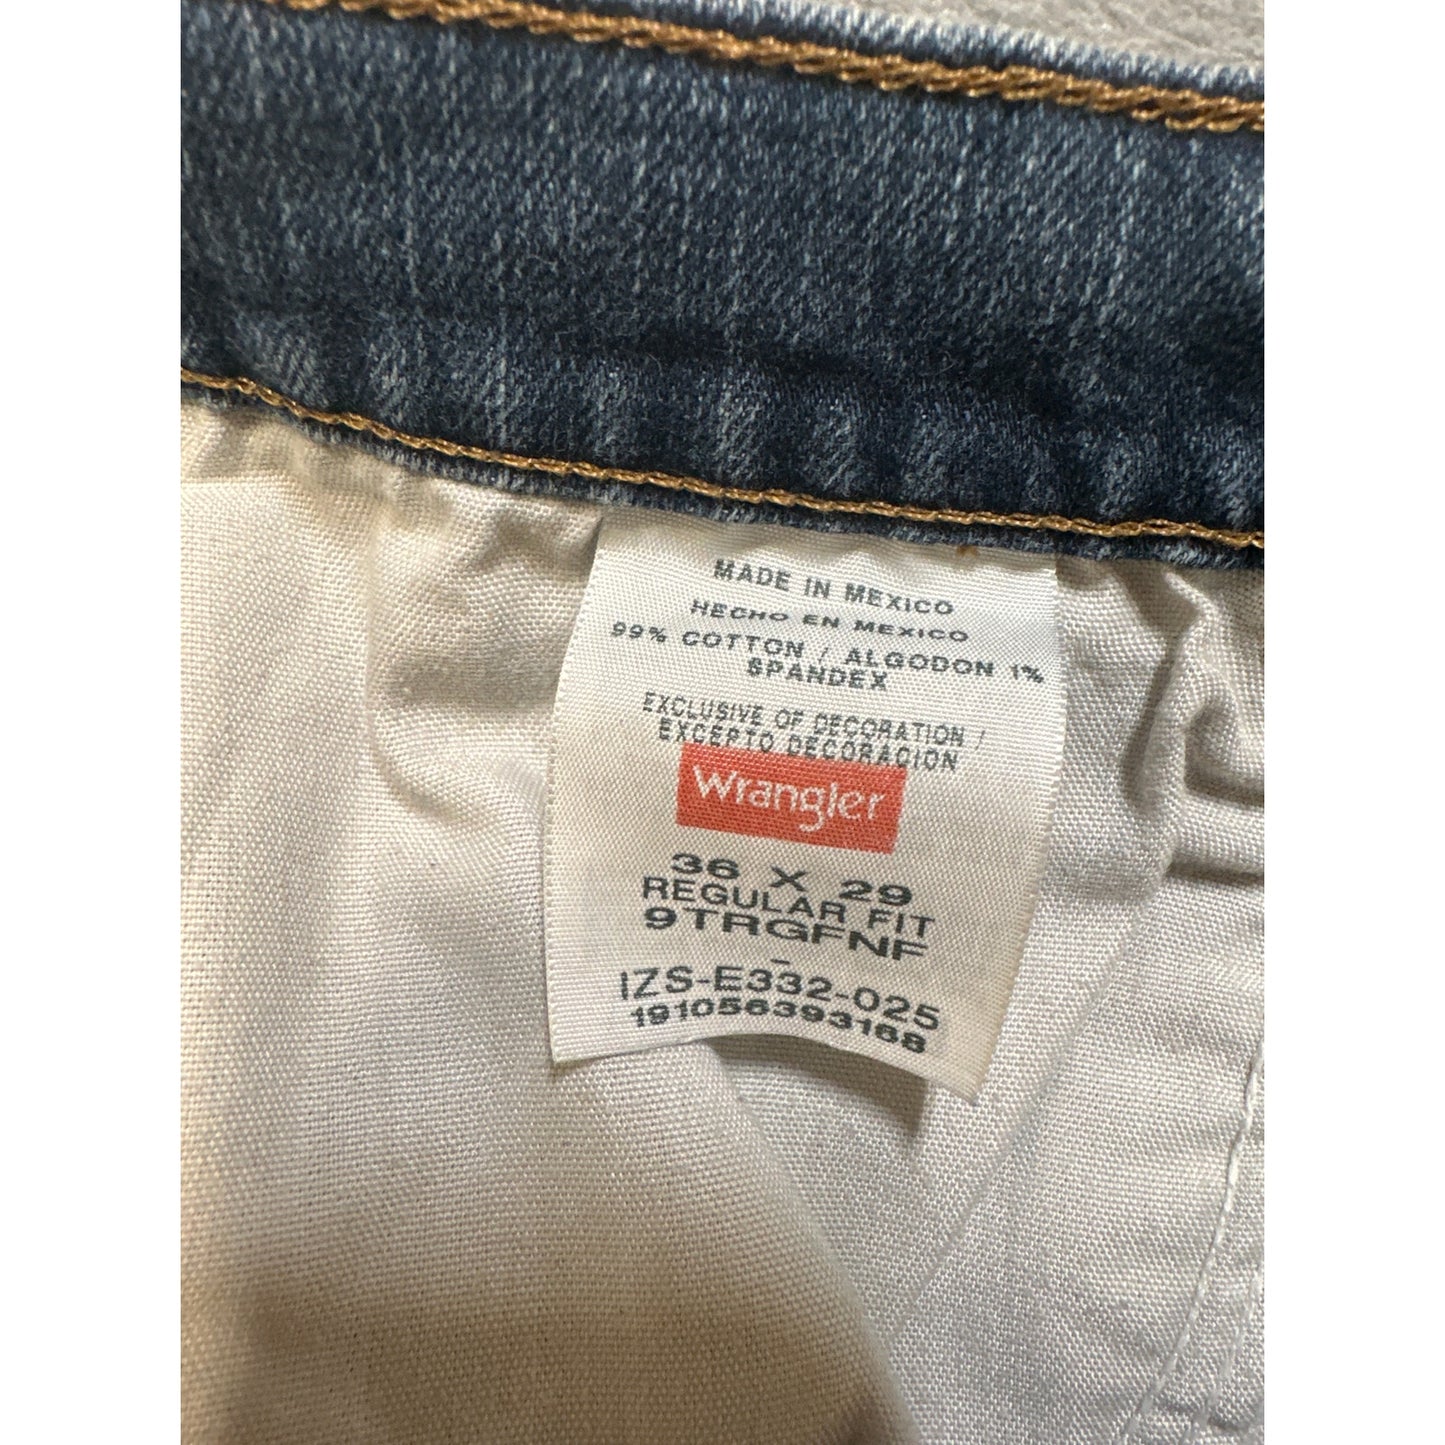 MADE IN MEXICO
HECHO EN MEXICO
99% COTTON / ALGODON 1%
SPANDEX
EXCLUSIVE OF DECORATION /
EXCEPTO DECORACION
Wrangler
36 X 29
REGULAR FIT
9TRGFNF
-
IZS-E332-025
191056393168